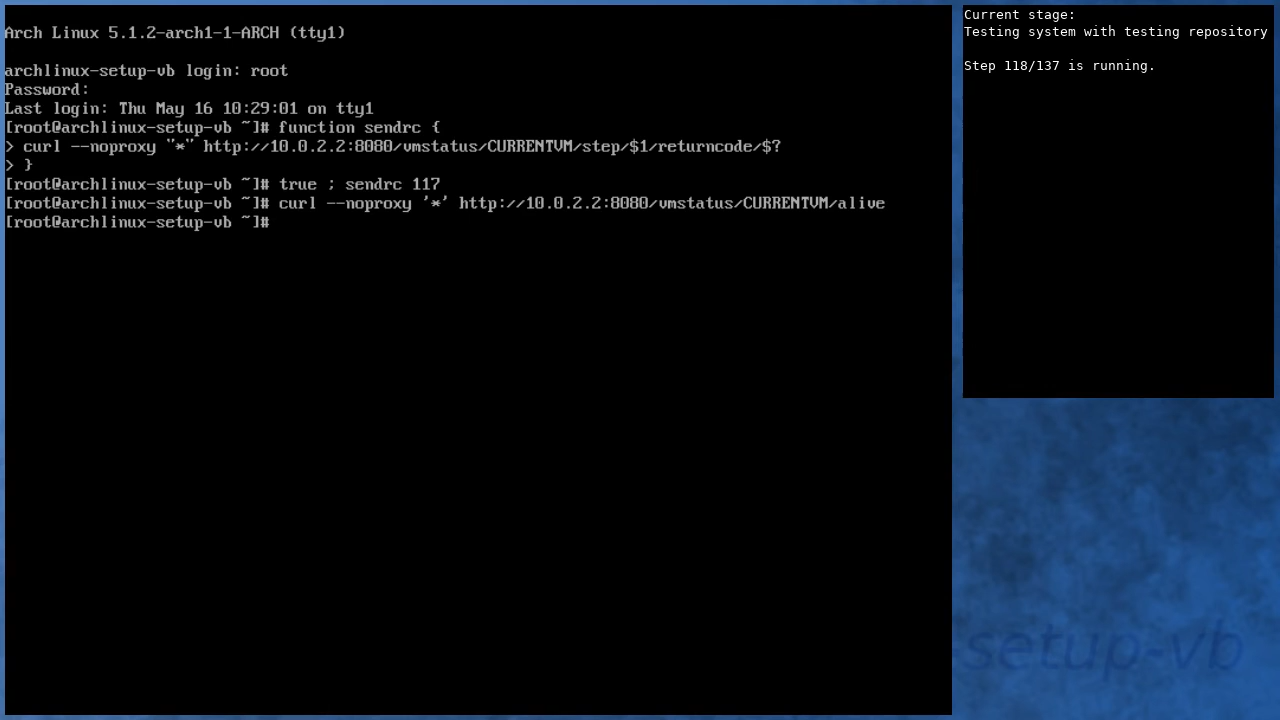 Arch Linux 5.1.2-arch1-1-ARCH (tty1)
archlinux-setup-vb login: root
Password:
Last login: Thu May 16 10:29:01 on tty1
[root@archlinux-setup-vb ~]# function sendrc {
> curl --noproxy "*" http://10.0.2.2:8080/vmstatus/CURRENTVM/step/$1/returncode/$?
> }
[root@archlinux-setup-vb ~]# true ; sendrc 117
[root@archlinux-setup-vb ~]# curl --noproxy '*' http://10.0.2.2:8080/vmstatus/CURRENTVM/alive
[root@archlinux-setup-vb ~]#
Current stage:
Testing system with testing repository
Step 118/137 is running.
setup-vb